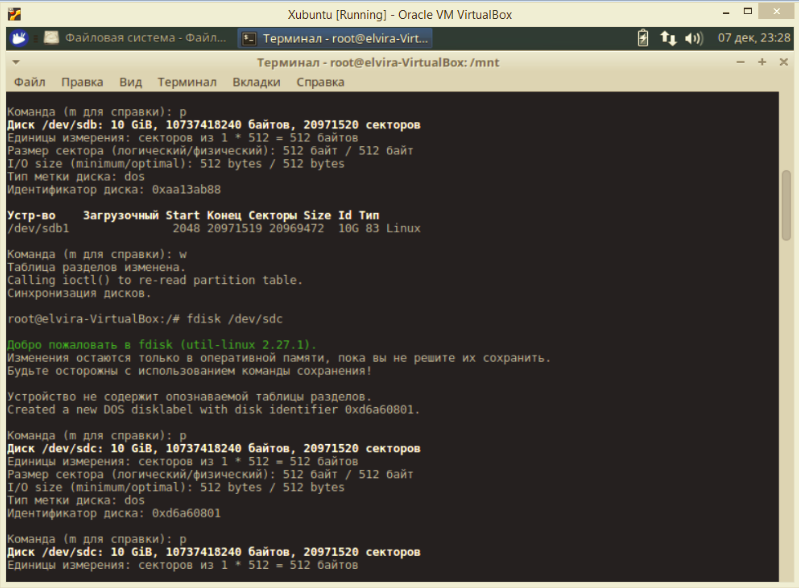 Xubuntu [Running] - Oracle VM VirtualBox
Файловая система - Файл... Терминал - root@elvira-Virt... 07 дек, 23:28
Терминал - root@elvira-VirtualBox: /mnt
Файл Правка Вид Терминал Вкладки Справка
Команда (m для справки): p
Диск /dev/sdb: 10 GiB, 10737418240 байтов, 20971520 секторов
Единицы измерения: секторов из 1 * 512 = 512 байтов
Размер сектора (логический/физический): 512 байт / 512 байт
I/O size (minimum/optimal): 512 bytes / 512 bytes
Тип метки диска: dos
Идентификатор диска: 0xaa13ab88
Устр-во Загрузочный Start Конец Секторы Size Id Тип
/dev/sdb1 2048 20971519 20969472 10G 83 Linux
Команда (m для справки): w
Таблица разделов изменена.
Calling ioctl() to re-read partition table.
Синхронизация дисков.
root@elvira-VirtualBox:/# fdisk /dev/sdc
Добро пожаловать в fdisk (util-linux 2.27.1).
Изменения остаются только в оперативной памяти, пока вы не решите их сохранить.
Будьте осторожны с использованием команды сохранения!
Устройство не содержит опознаваемой таблицы разделов.
Created a new DOS disklabel with disk identifier 0xd6a60801.
Команда (m для справки): p
Диск /dev/sdc: 10 GiB, 10737418240 байтов, 20971520 секторов
Единицы измерения: секторов из 1 * 512 = 512 байтов
Размер сектора (логический/физический): 512 байт / 512 байт
I/O size (minimum/optimal): 512 bytes / 512 bytes
Тип метки диска: dos
Идентификатор диска: 0xd6a60801
Команда (m для справки): p
Диск /dev/sdc: 10 GiB, 10737418240 байтов, 20971520 секторов
Единицы измерения: секторов из 1 * 512 = 512 байтов